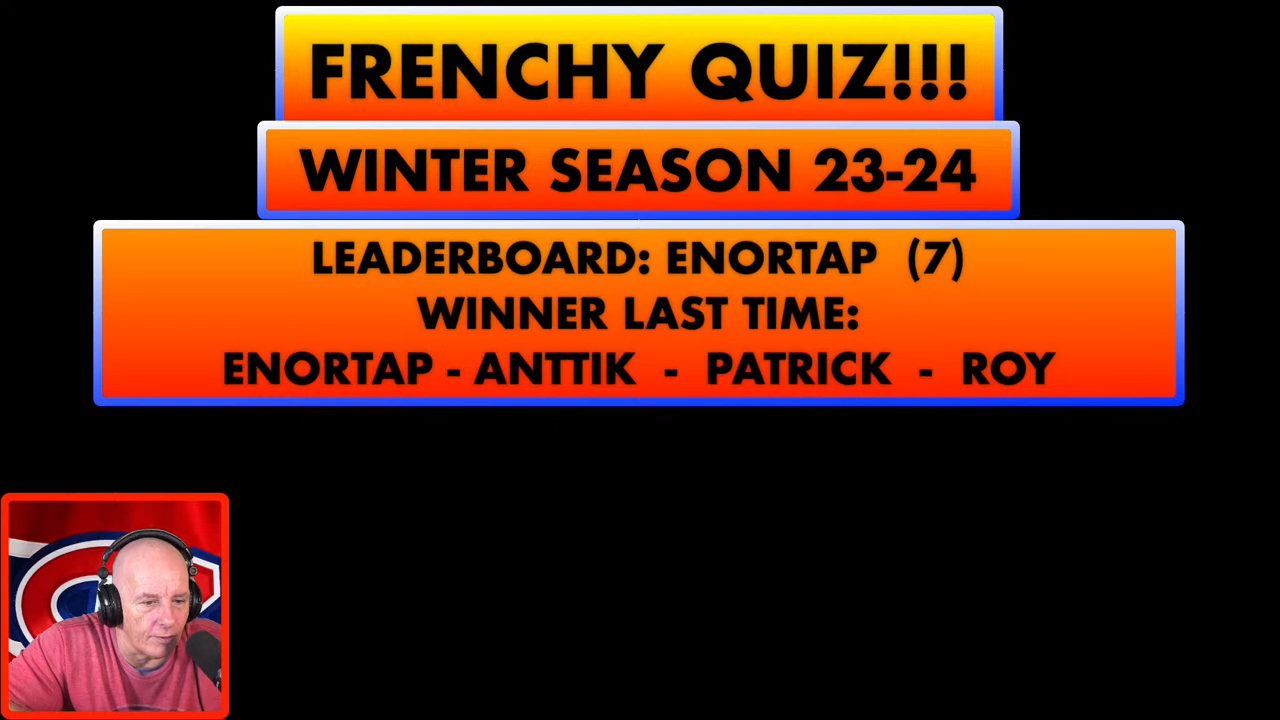 FRENCHY QUIZ!!!
WINTER SEASON 23-24
LEADERBOARD: ENORTAP (7)
WINNER LAST TIME:
ENORTAP - ANTTIK - PATRICK - ROY